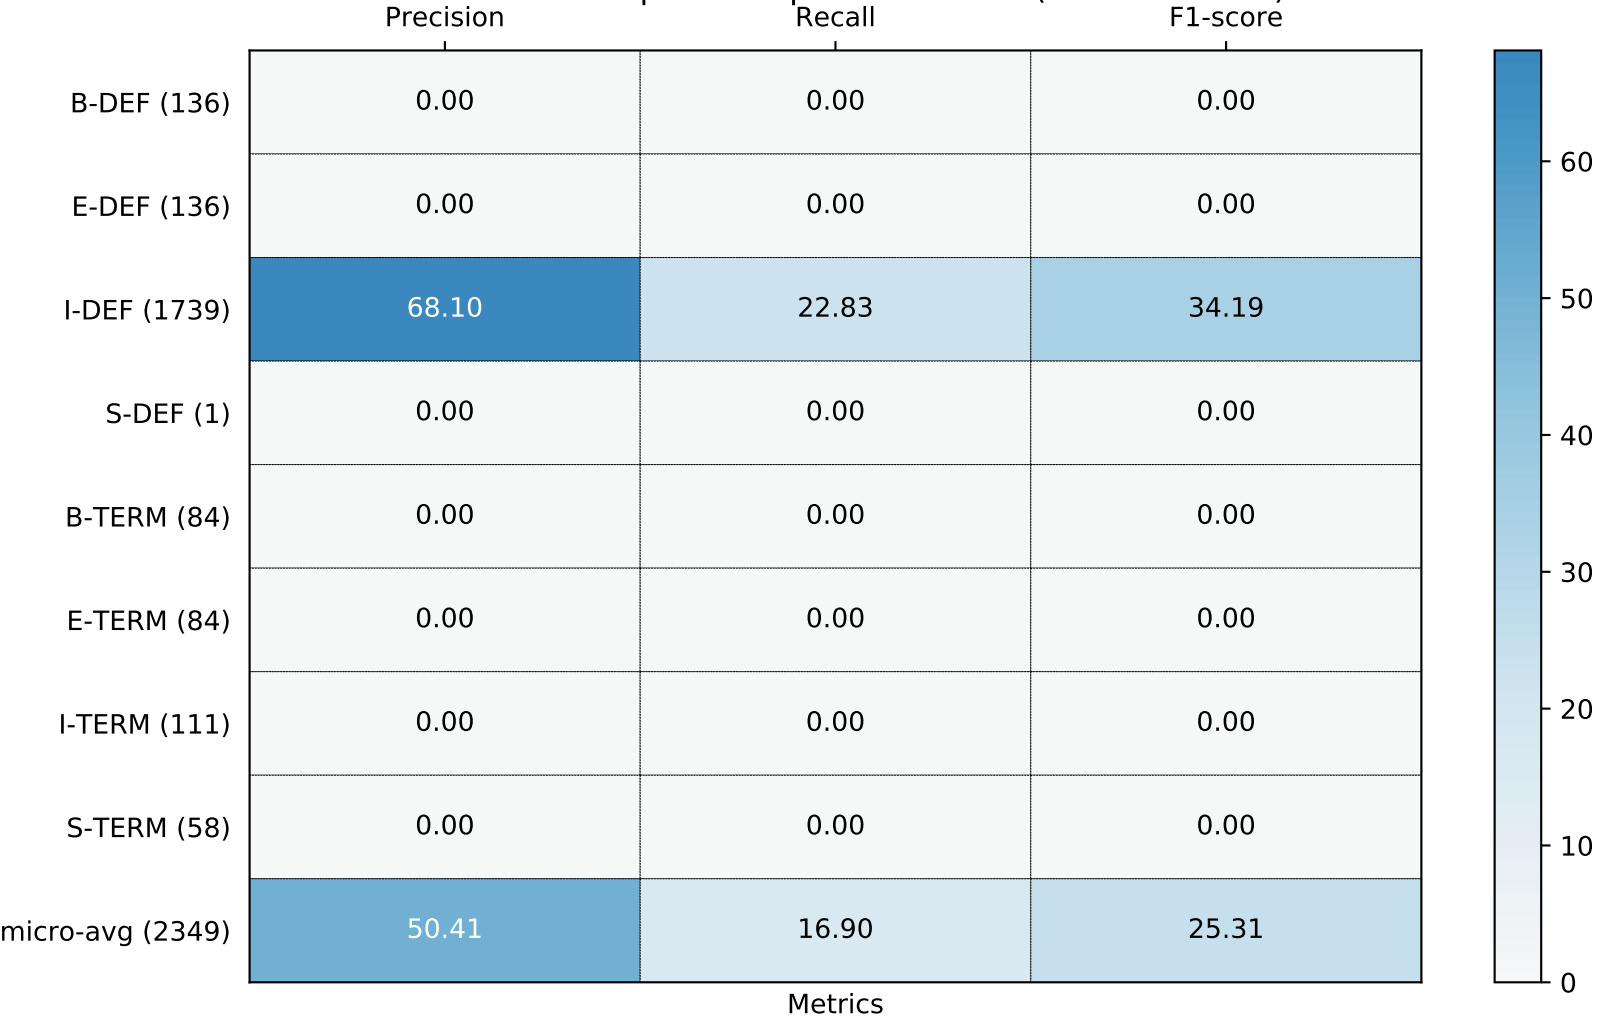 Precision Recall F1-score
B-DEF (136) 0.00 0.00 0.00
E-DEF (136) 0.00 0.00 0.00
60
I-DEF (1739) 68.10 22.83 34.19
50
S-DEF (1) 0.00 0.00 0.00
40
B-TERM (84) 0.00 0.00 0.00
30
E-TERM (84) 0.00 0.00 0.00
20
I-TERM (111) 0.00 0.00 0.00
S-TERM (58) 0.00 0.00 0.00
10
micro-avg (2349) 50.41 16.90 25.31
0
Metrics